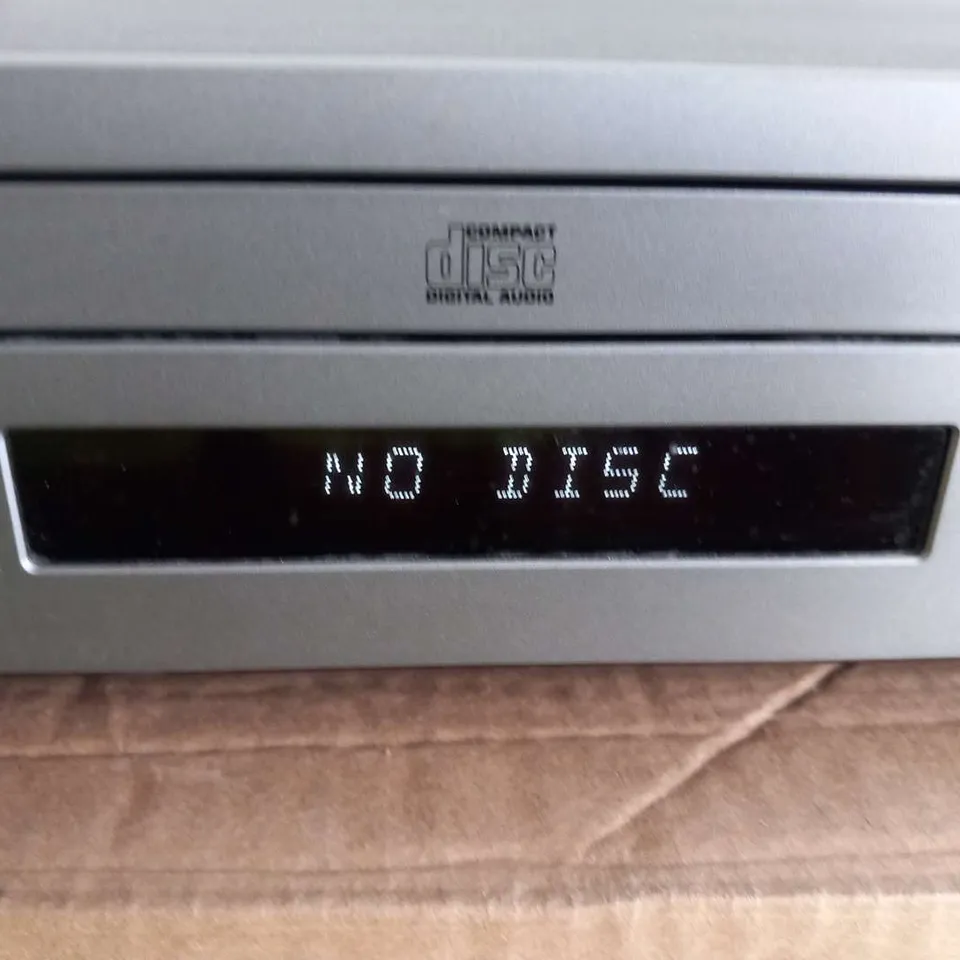 COMPACT
disc
DIGITAL AUDIO
NO DISC